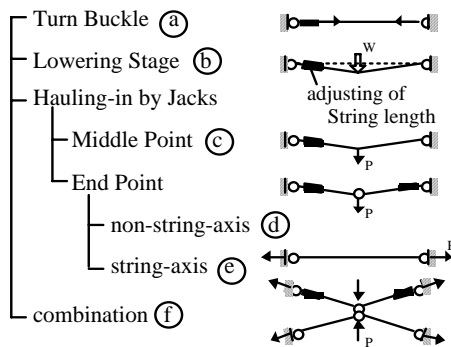 Turn Buckle a
Lowering Stage b
W
Hauling-in by Jacks
adjusting of
String length
Middle Point c
P
End Point
P
non-string-axis d
string-axis e
combination f
P